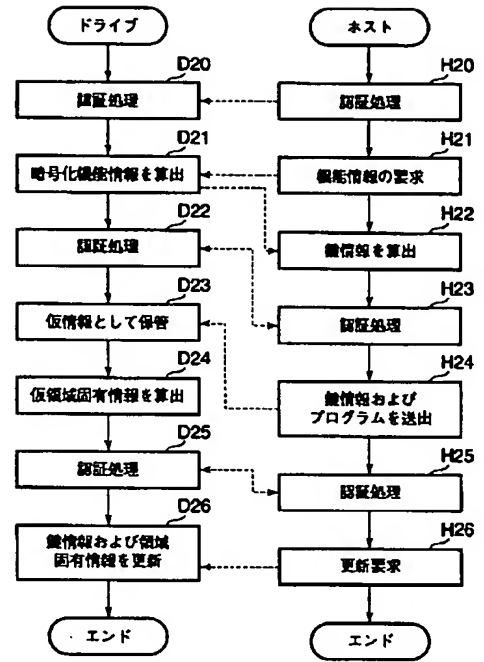 ドライブ
D20
認証処理
D21
暗号化機能情報を算出
D22
認証処理
D23
仮情報として保管
D24
仮領域固有情報を算出
D25
認証処理
D26
鍵情報および領域
固有情報を更新
エンド
ホスト
H20
認証処理
H21
機能情報の要求
H22
鍵情報を算出
H23
認証処理
H24
鍵情報および
プログラムを送出
H25
認証処理
H26
更新要求
エンド